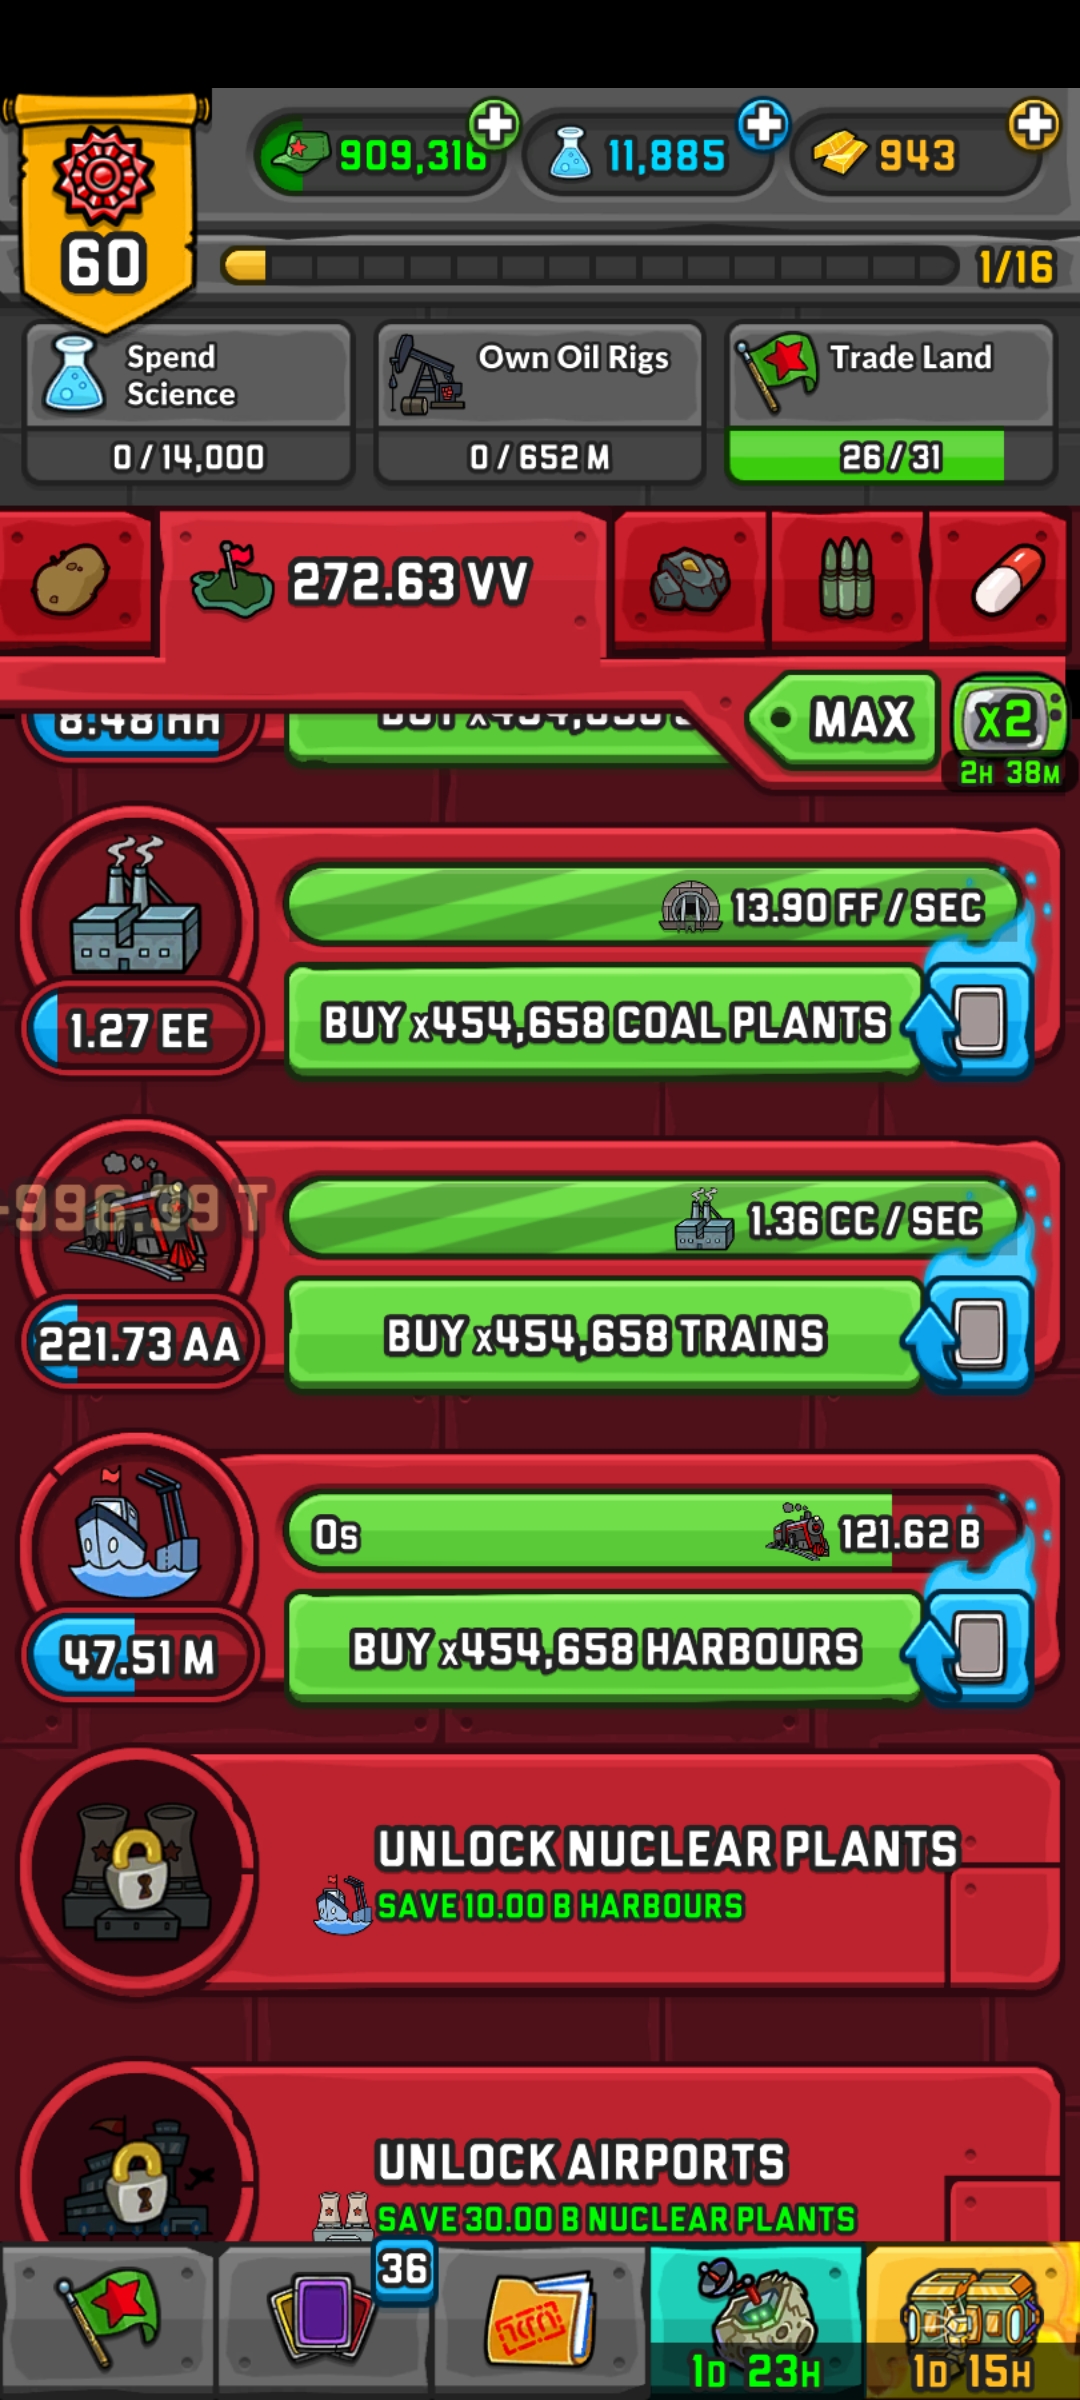 909,316
11,885
943
60
1/16
Spend
Science
0/14,000
Own Oil Rigs
0/652 M
Trade Land
26/31
272.63 VV
8.48 HH
MAX
x2
2H 38M
13.90 FF / SEC
1.27 EE
BUY x454,658 COAL PLANTS
-996.39 T
1.36 CC / SEC
221.73 AA
BUY x454,658 TRAINS
0s
121.62 B
47.51 M
BUY x454,658 HARBOURS
UNLOCK NUCLEAR PLANTS
SAVE 10.00 B HARBOURS
UNLOCK AIRPORTS
SAVE 30.00 B NUCLEAR PLANTS
36
1D 23H
1D 15H